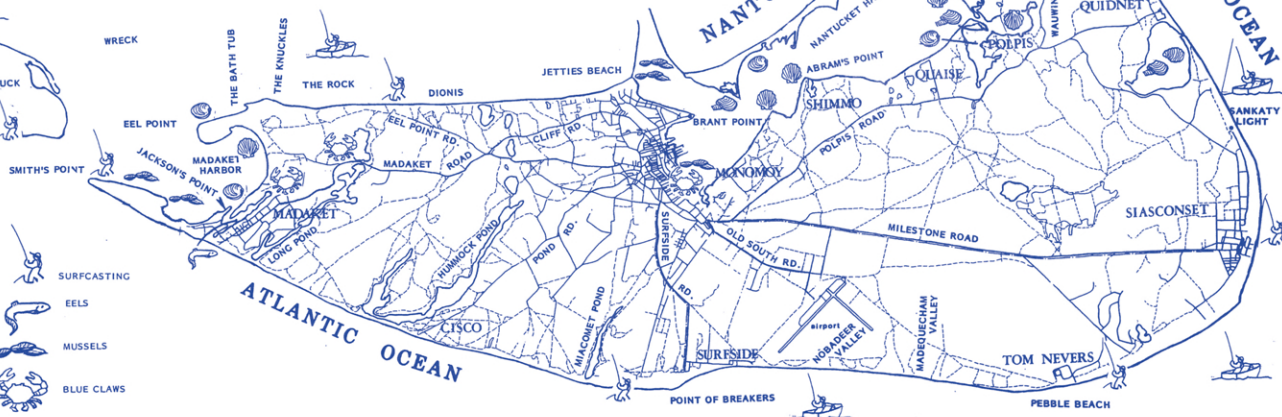 NANT
NANTUCKET HA
WAUWIN
QUIDNET
OCEAN
WRECK
THE BATH TUB
THE KNUCKLES
THE ROCK
DIONIS
JETTIES BEACH
ABRAM'S POINT
POLPIS
QUAISE
SHIMMO
UCK
EEL POINT
EEL POINT RD.
CLIFF RD.
BRANT POINT
POLPIS ROAD
SANKATY
LIGHT
SMITH'S POINT
JACKSON'S POINT
MADAKET
HARBOR
MADAKET ROAD
MONOMOY
MADAKET
LONG POND
HUMMOCK POND
POND RD
SURFSIDE RD.
OLD SOUTH RD.
MILESTONE ROAD
SIASCONSET
SURFCASTING
EELS
MUSSELS
BLUE CLAWS
ATLANTIC OCEAN
CISCO
MIACOMET POND
SURFSIDE
airport
NOBADEER
VALLEY
MADEQUECHAM
VALLEY
TOM NEVERS
POINT OF BREAKERS
PEBBLE BEACH